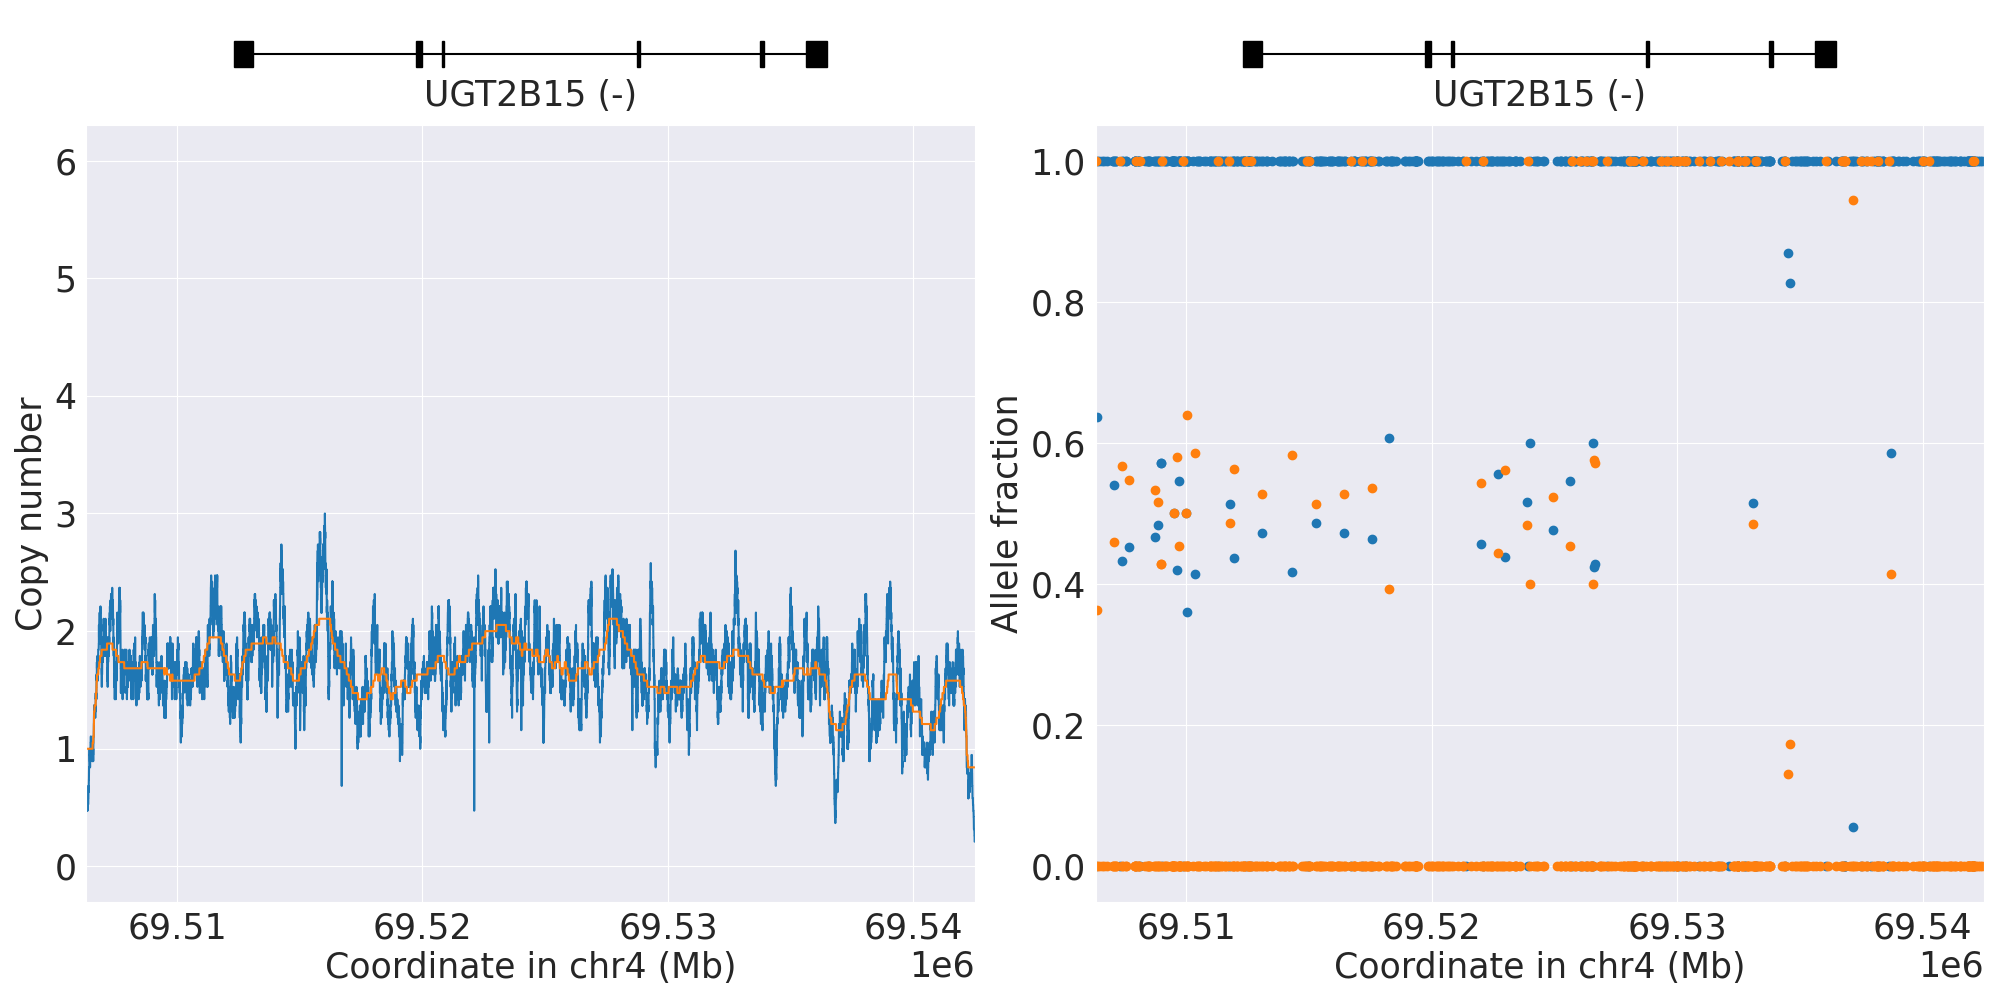 UGT2B15 (-)
6
5
4
3
2
1
0
Copy number
69.51 69.52 69.53 69.54
Coordinate in chr4 (Mb)
1e6
UGT2B15 (-)
1.0
0.8
0.6
0.4
0.2
0.0
Allele fraction
69.51 69.52 69.53 69.54
Coordinate in chr4 (Mb)
1e6